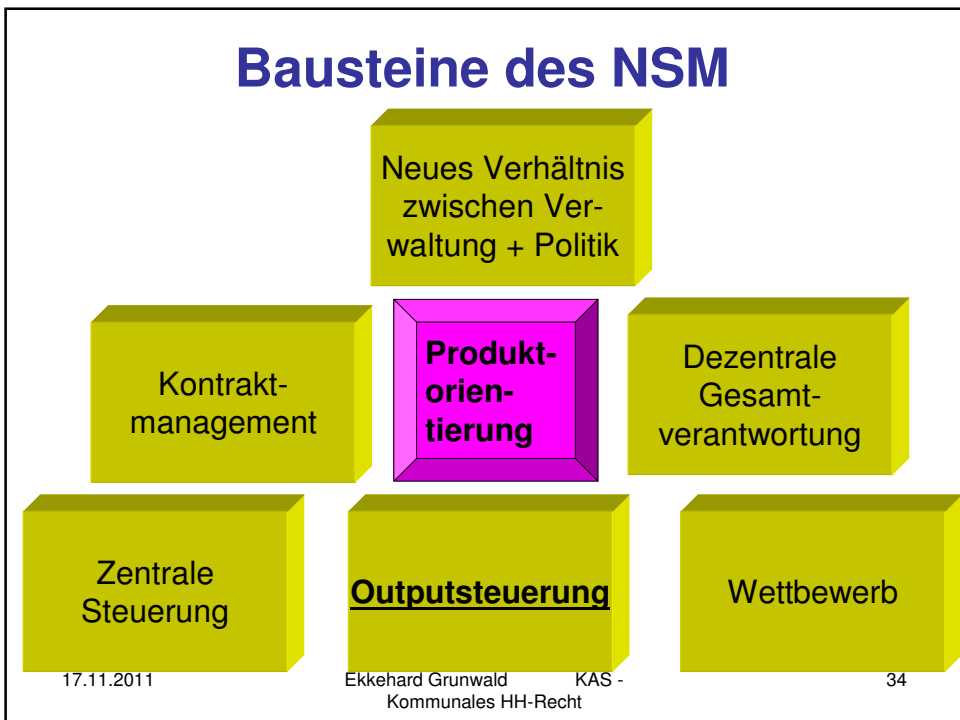 Bausteine des NSM
Neues Verhältnis
zwischen Ver-
waltung + Politik
Kontrakt-
management
Produkt-
orien-
tierung
Dezentrale
Gesamt-
verantwortung
Zentrale
Steuerung
Outputsteuerung
Wettbewerb
17.11.2011
Ekkehard Grunwald KAS -
Kommunales HH-Recht
34